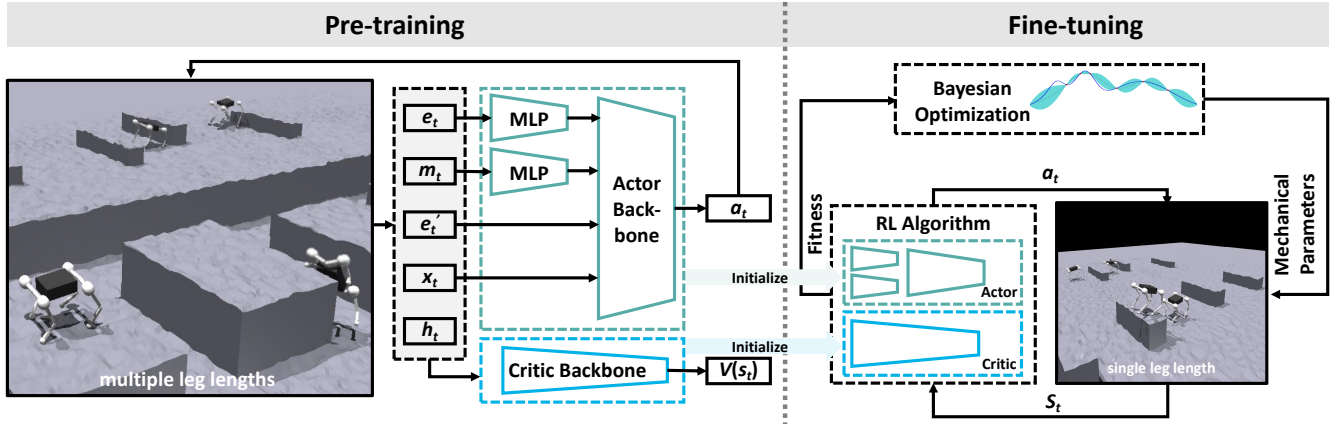 Pre-training
Fine-tuning
multiple leg lengths
e_t
m_t
e_t'
x_t
h_t
MLP
MLP
Actor
Back-
bone
a_t
Critic Backbone
V(s_t)
Initialize
Initialize
Bayesian
Optimization
Fitness
Mechanical
Parameters
a_t
RL Algorithm
Actor
Critic
single leg length
S_t